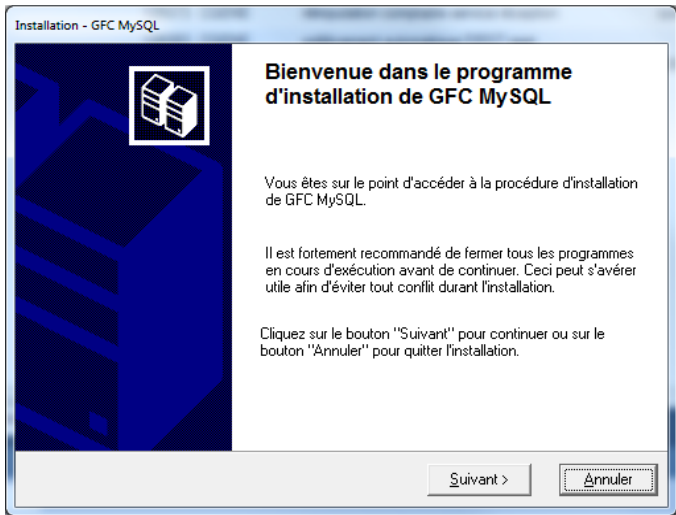 Installation - GFC MySQL
Bienvenue dans le programme
d'installation de GFC MySQL
Vous êtes sur le point d'accéder à la procédure d'installation
de GFC MySQL.
Il est fortement recommandé de fermer tous les programmes
en cours d'exécution avant de continuer. Ceci peut s'avérer
utile afin d'éviter tout conflit durant l'installation.
Cliquez sur le bouton "Suivant" pour continuer ou sur le
bouton "Annuler" pour quitter l'installation.
Suivant >
Annuler